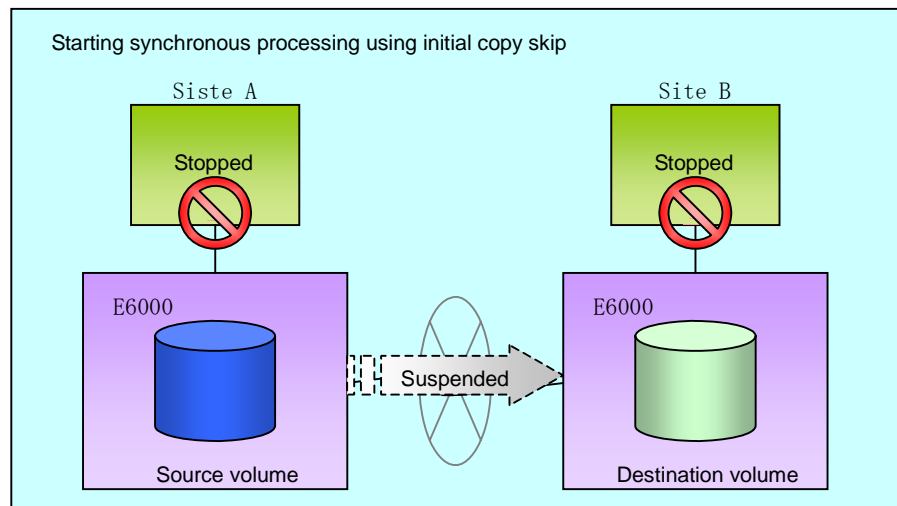 Starting synchronous processing using initial copy skip
Siste A
Site B
Stopped
Stopped
E6000
E6000
Suspended
Source volume
Destination volume